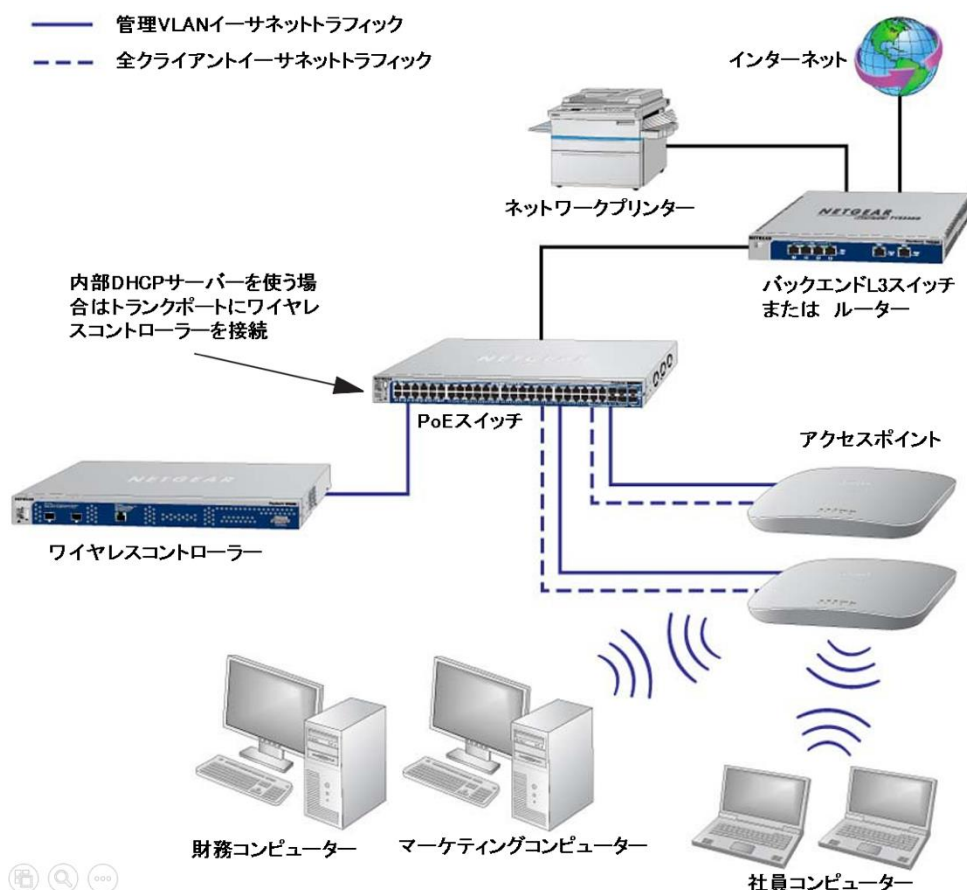 管理VLANイーサネットトラフィック
全クライアントイーサネットトラフィック
インターネット
ネットワークプリンター
NETGEAR
バックエンドL3スイッチ
または ルーター
内部DHCPサーバーを使う場
合はトランクポートにワイヤレ
スコントローラーを接続
NETGEAR
PoEスイッチ
アクセスポイント
NETGEAR
ワイヤレスコントローラー
財務コンピューター
マーケティングコンピューター
社員コンピューター